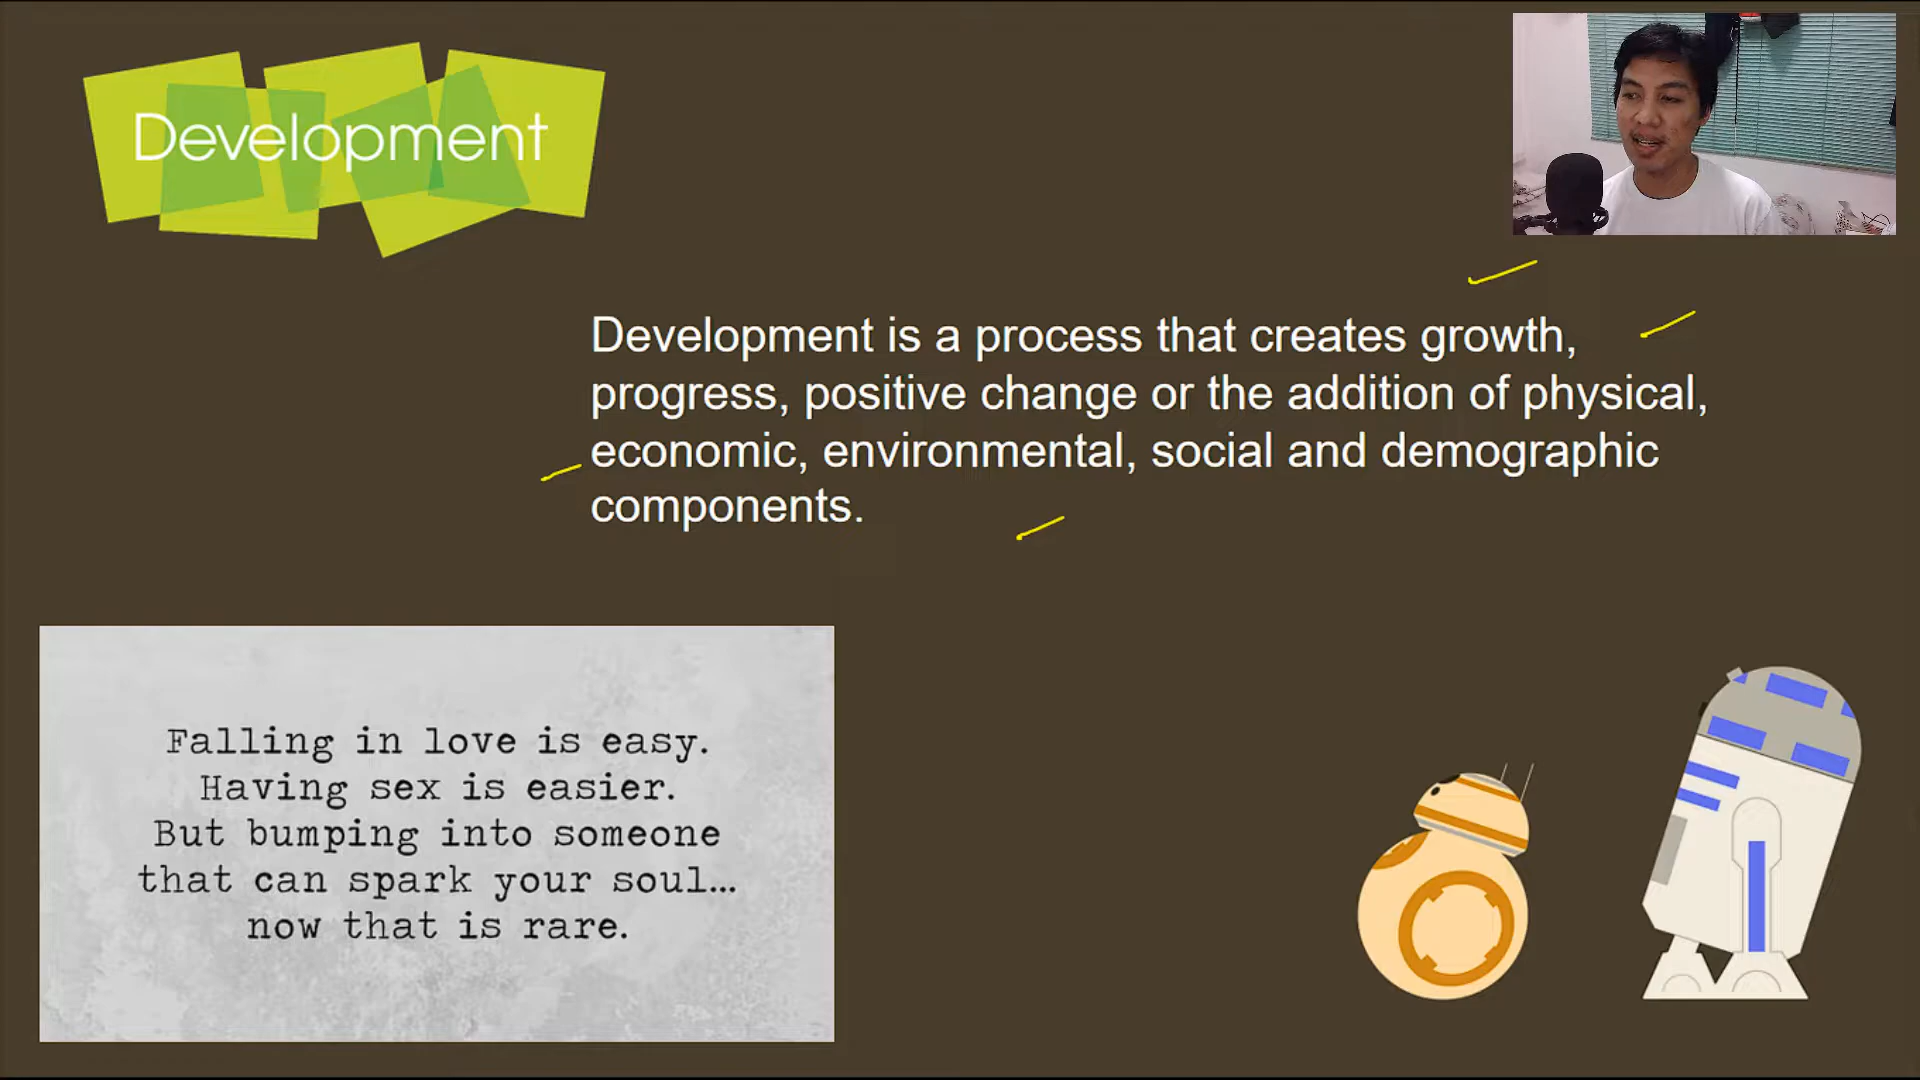 Development
Development is a process that creates growth,
progress, positive change or the addition of physical,
economic, environmental, social and demographic
components.
Falling in love is easy.
Having sex is easier.
But bumping into someone
that can spark your soul...
now that is rare.